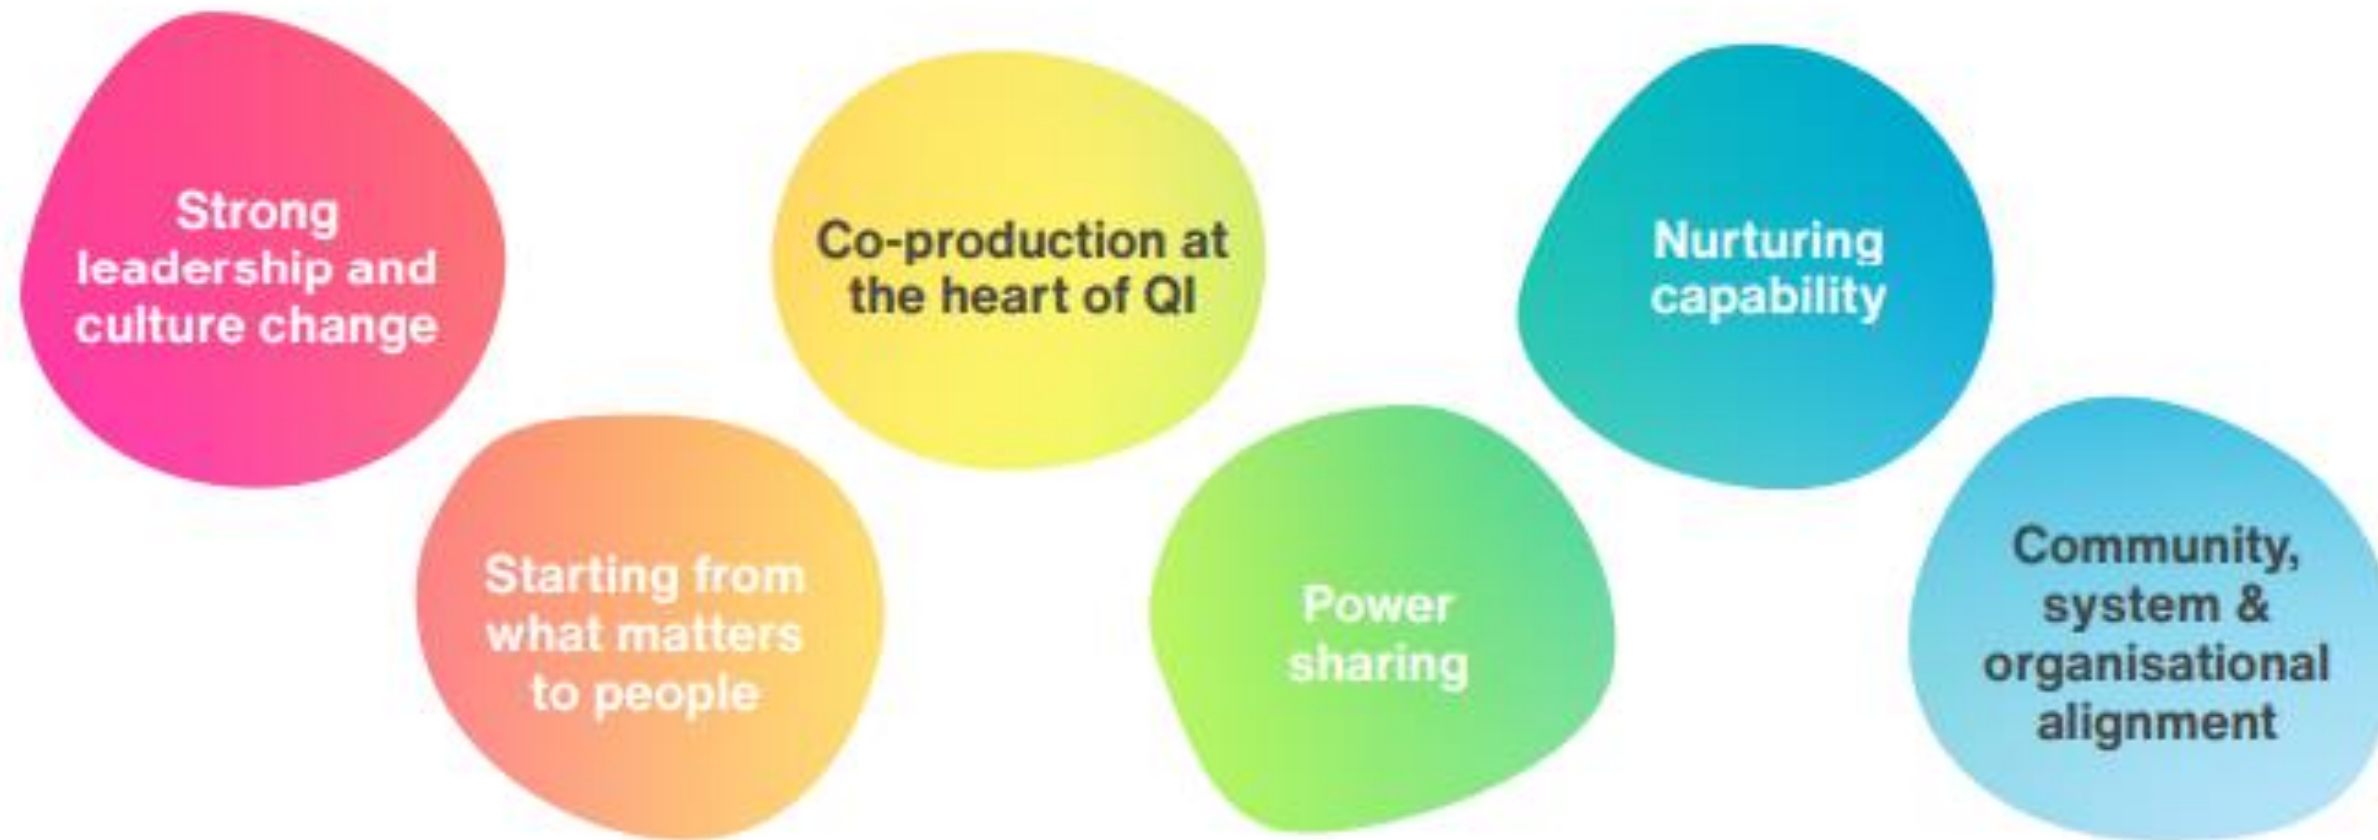 Strong
leadership and
culture change
Starting from
what matters
to people
Co-production at
the heart of QI
Power
sharing
Nurturing
capability
Community,
system &
organisational
alignment